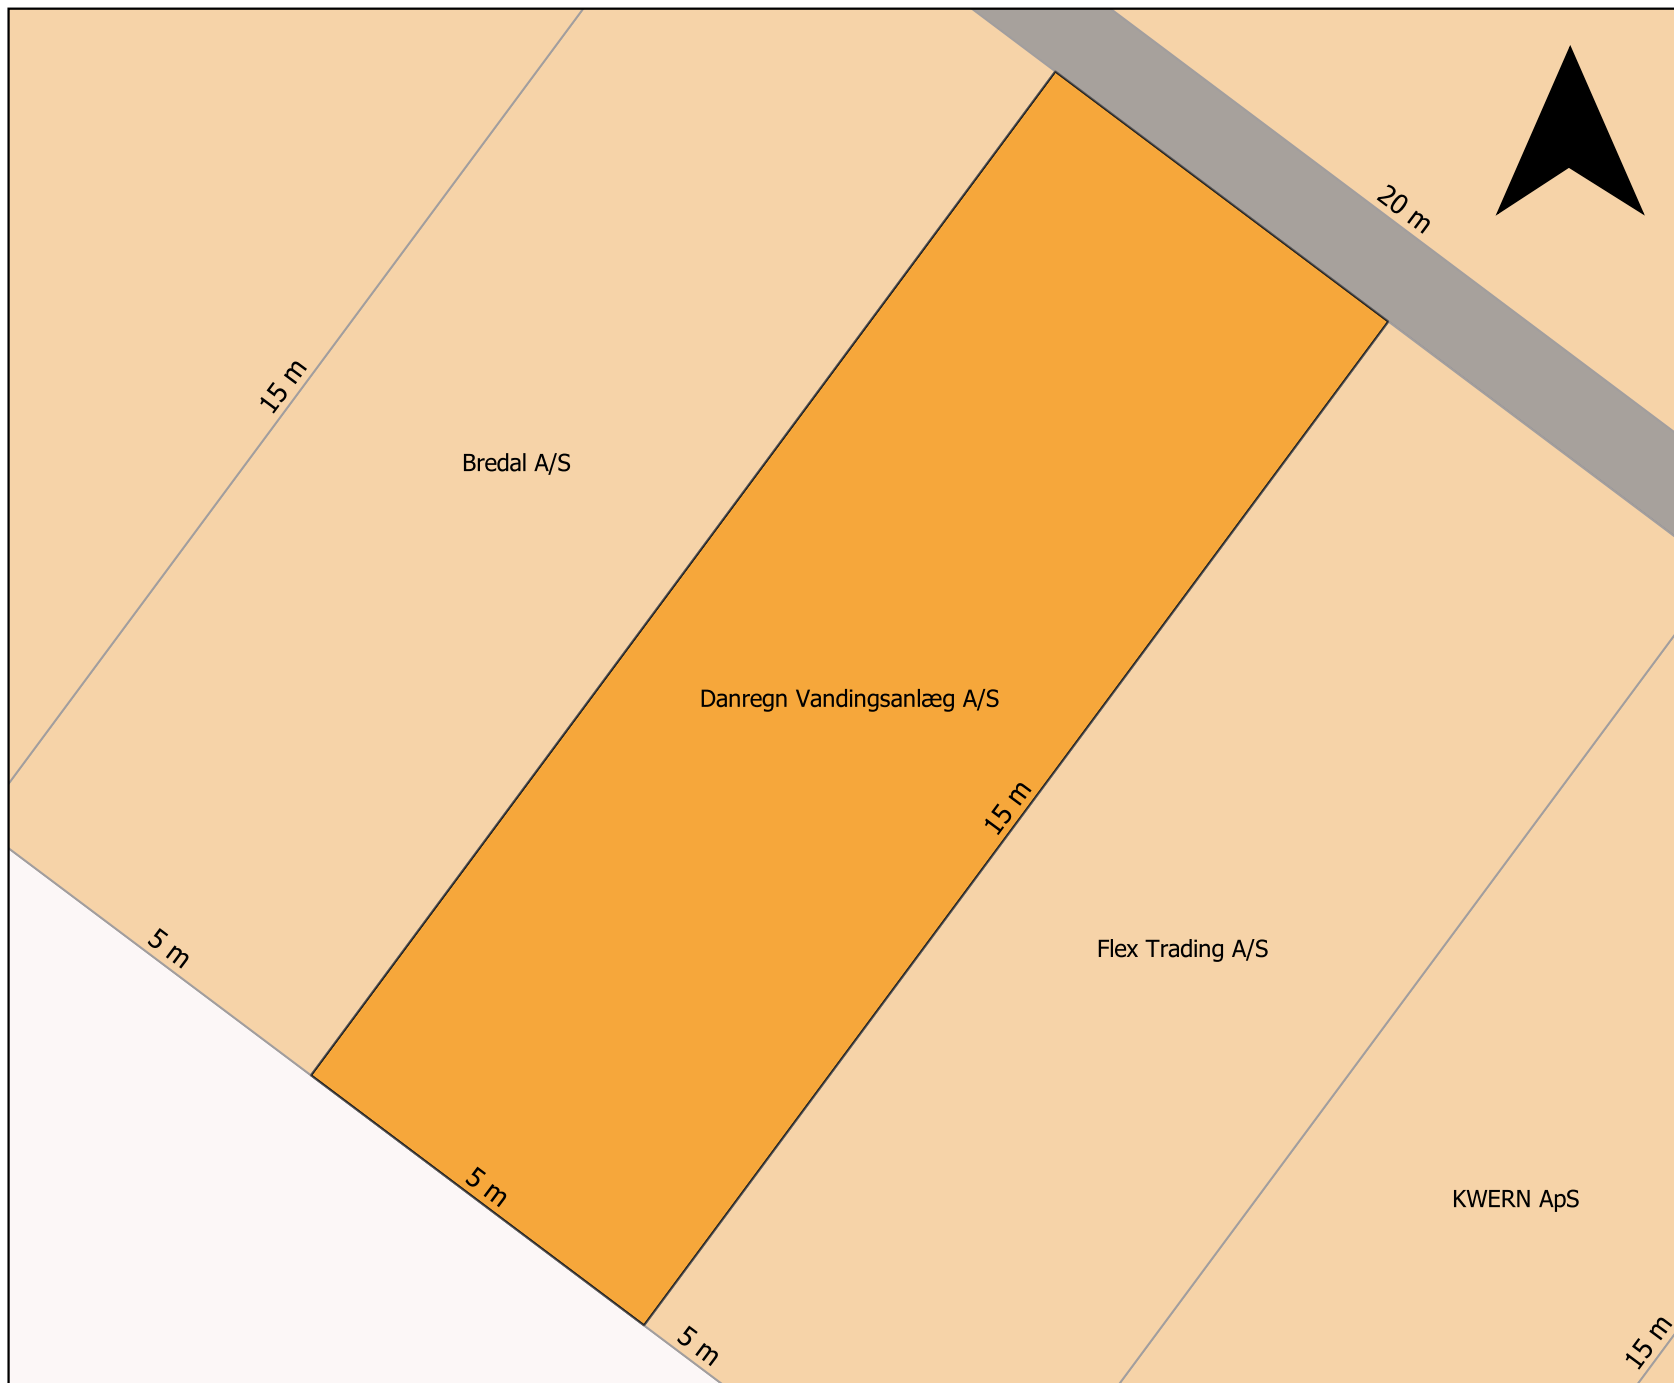 20 m
15 m
Bredal A/S
Danregn Vandingsanlæg A/S
15 m
5 m
Flex Trading A/S
5 m
KWERN ApS
5 m
15 m